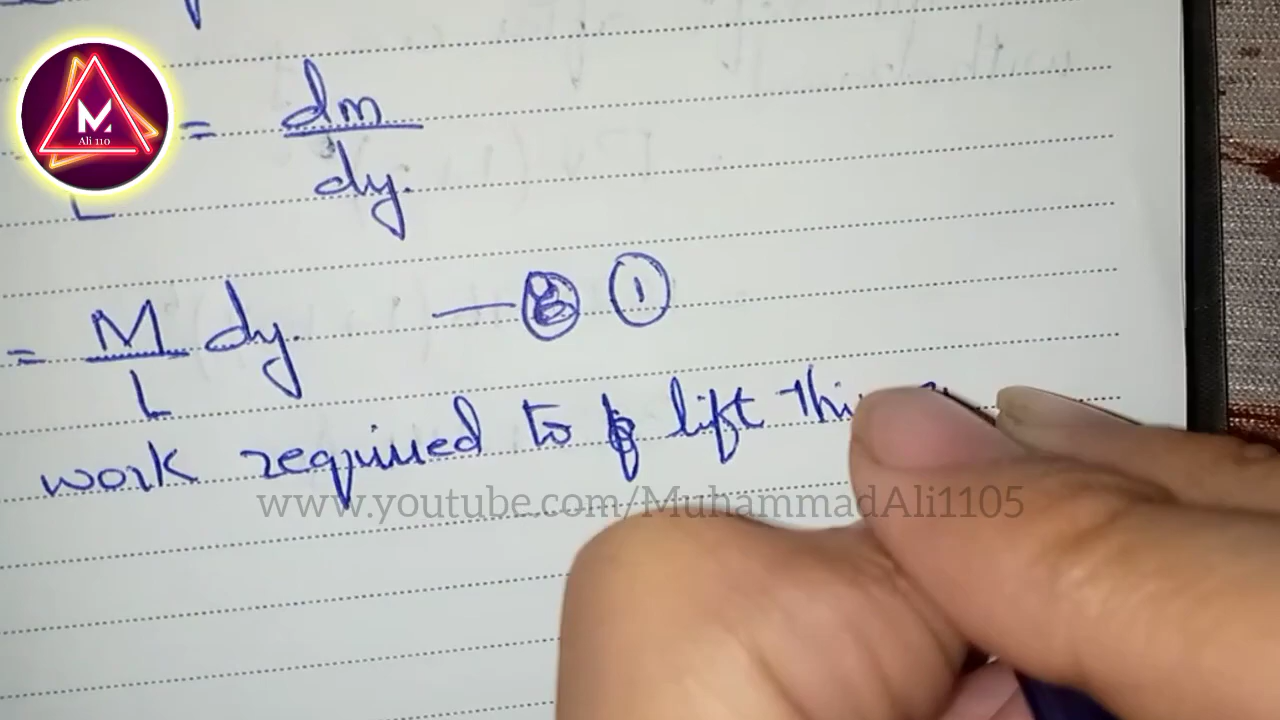 M
Ali 110
= dm
dy.
L
= M dy. — ①
L
work required to lift this
www.youtube.com/MuhammadAli1105